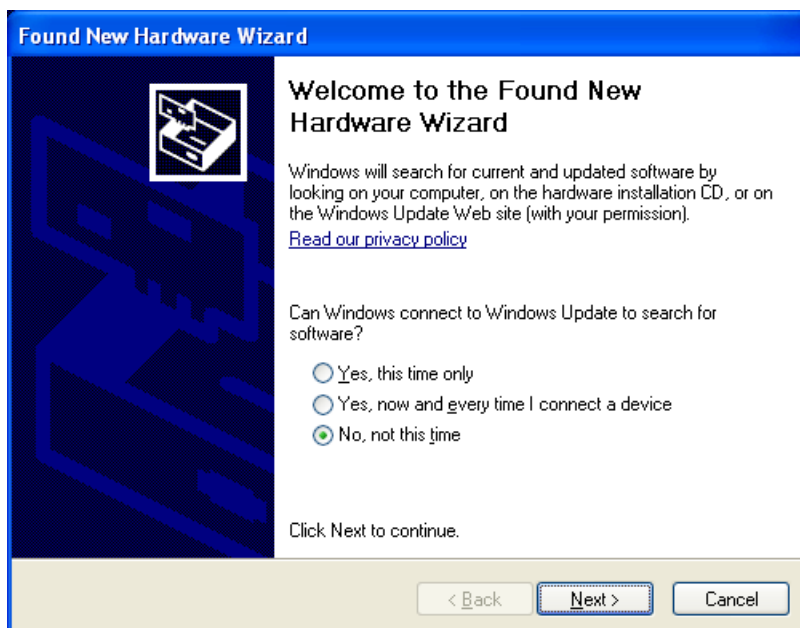 Found New Hardware Wizard
Welcome to the Found New
Hardware Wizard
Windows will search for current and updated software by
looking on your computer, on the hardware installation CD, or on
the Windows Update Web site (with your permission).
Read our privacy policy
Can Windows connect to Windows Update to search for
software?
Yes, this time only
Yes, now and every time I connect a device
No, not this time
Click Next to continue.
< Back
Next >
Cancel